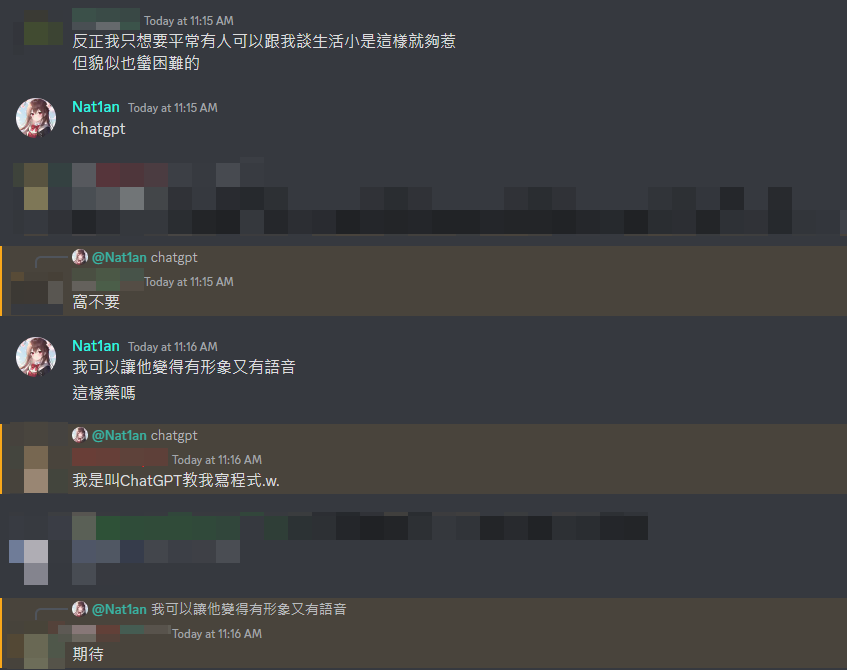 Today at 11:15 AM
反正我只想要平常有人可以跟我談生活小是這樣就夠惹
但貌似也蠻困難的
Nat1an Today at 11:15 AM
chatgpt
@Nat1an chatgpt
Today at 11:15 AM
窩不要
Nat1an Today at 11:16 AM
我可以讓他變得有形象又有語音
這樣藥嗎
@Nat1an chatgpt
Today at 11:16 AM
我是叫ChatGPT教我寫程式.w.
@Nat1an 我可以讓他變得有形象又有語音
Today at 11:16 AM
期待